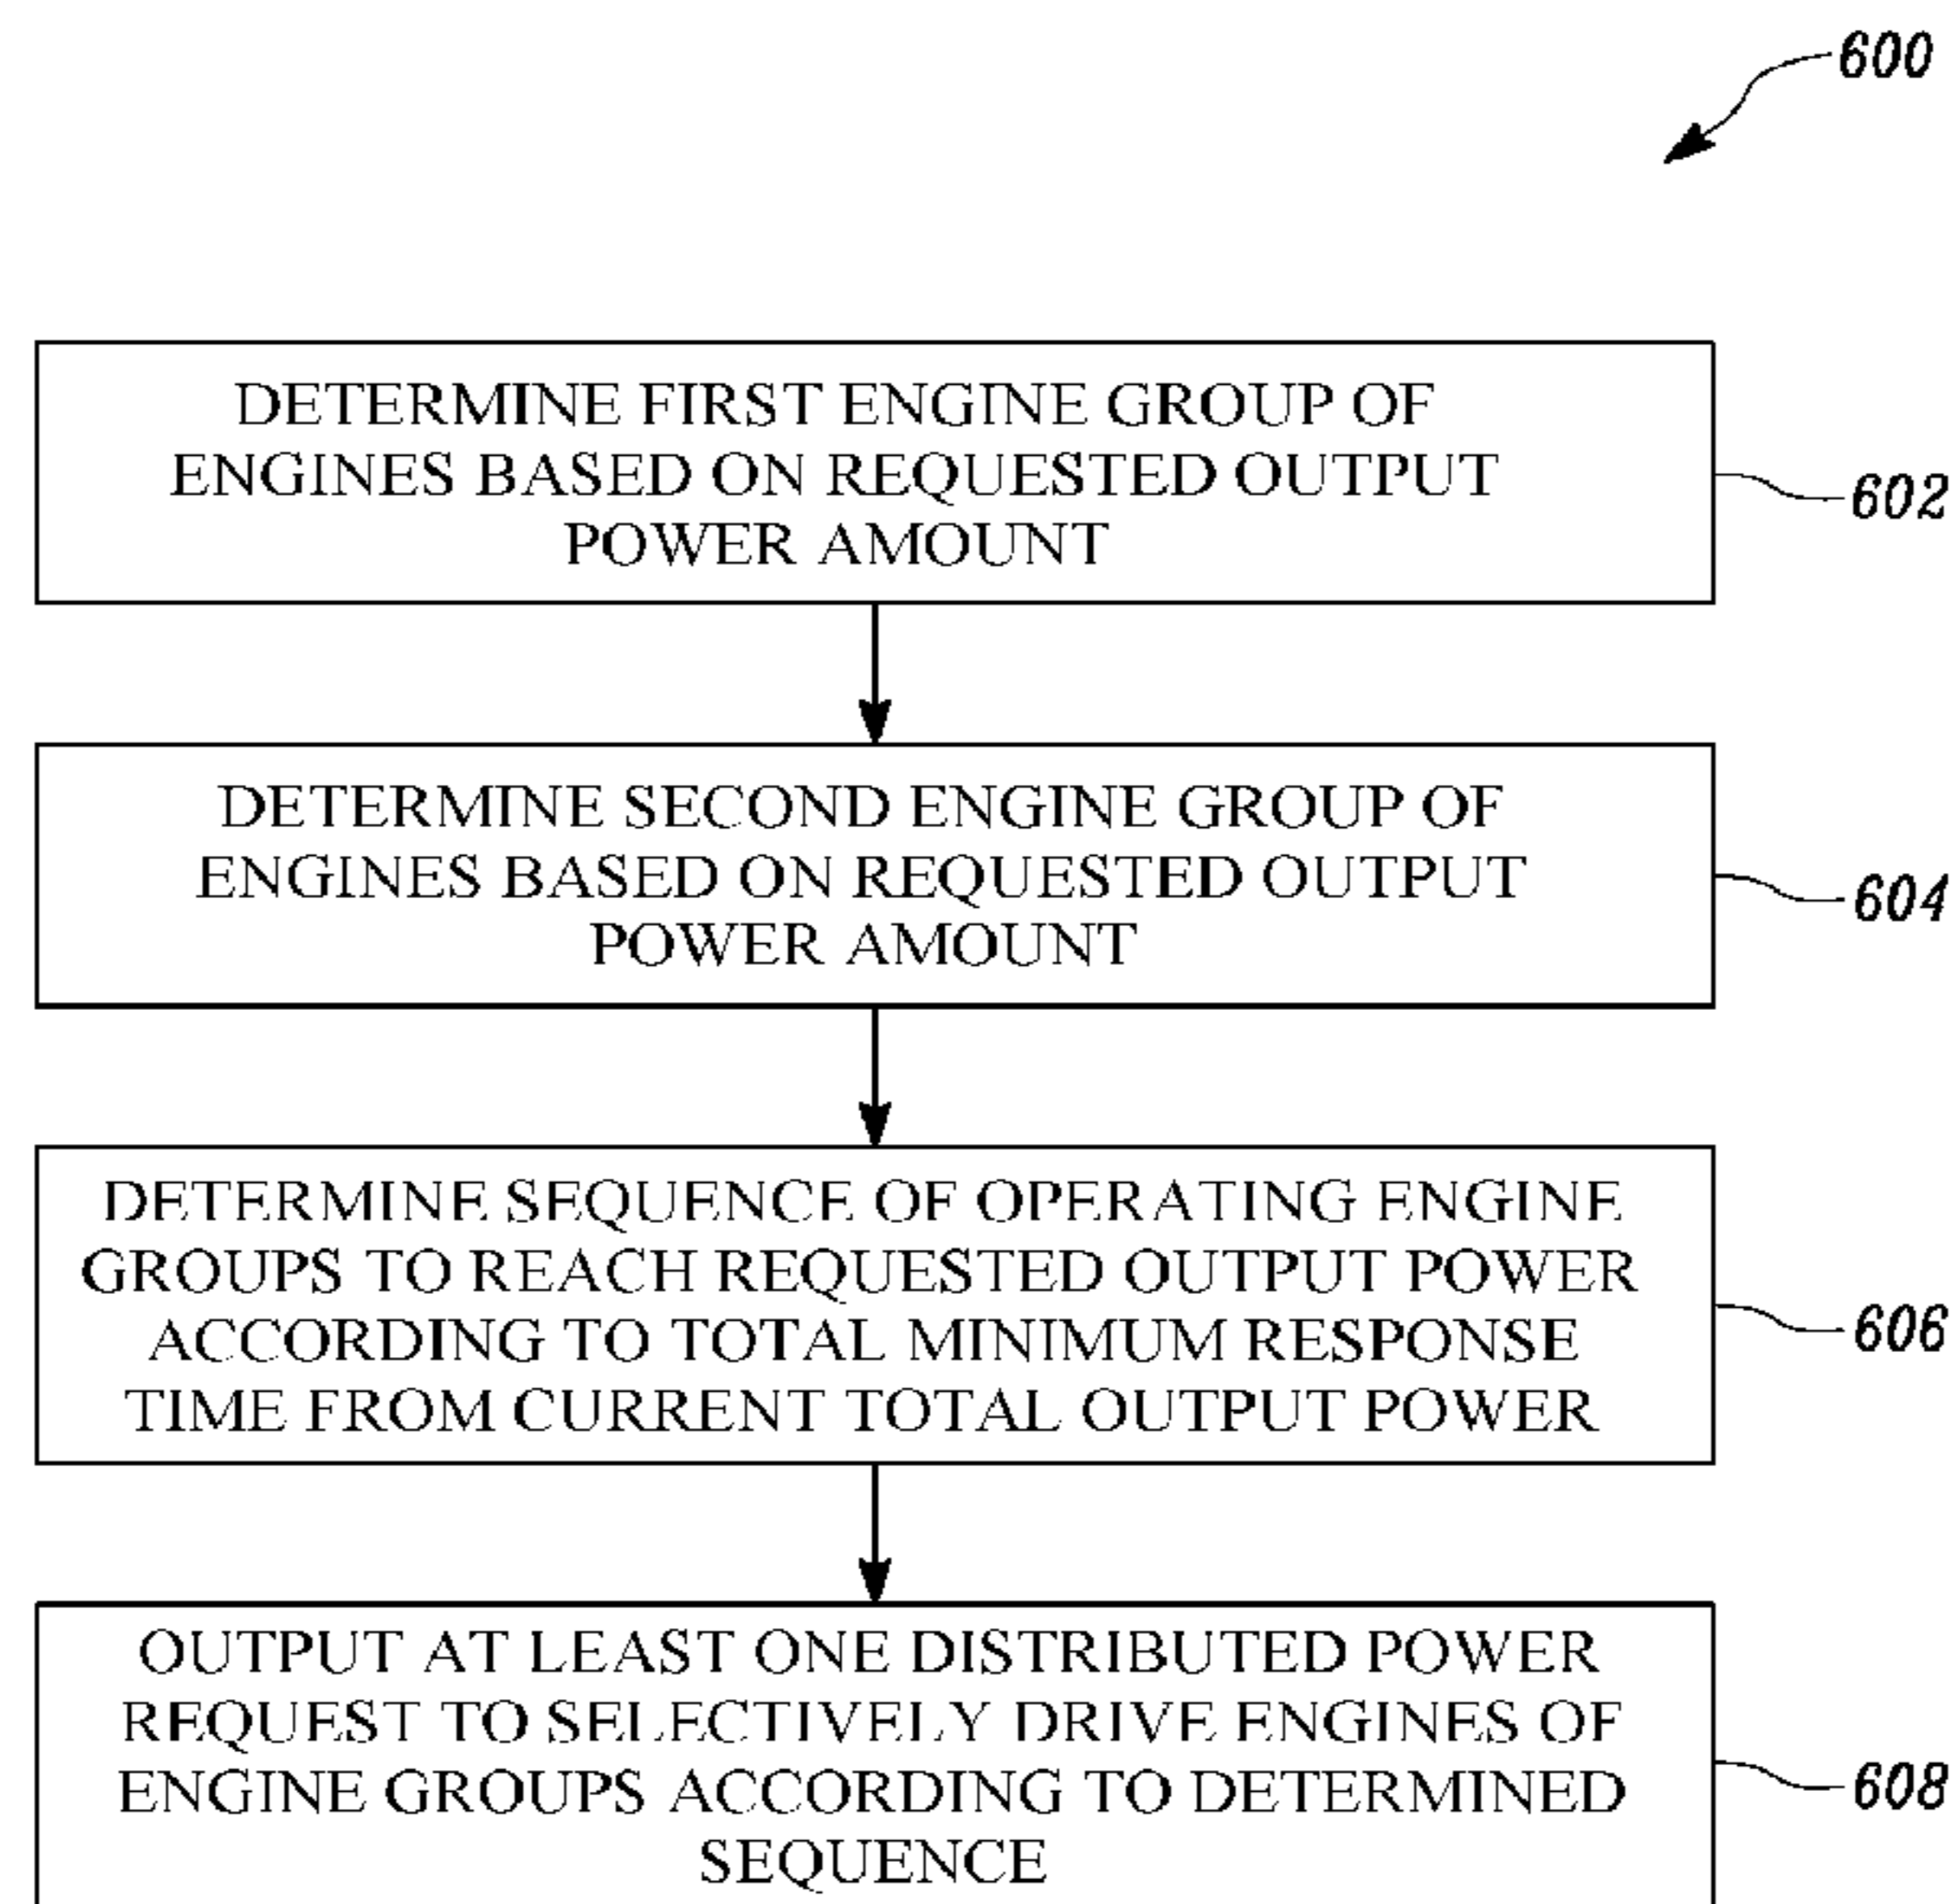 600
DETERMINE FIRST ENGINE GROUP OF
ENGINES BASED ON REQUESTED OUTPUT
POWER AMOUNT
602
DETERMINE SECOND ENGINE GROUP OF
ENGINES BASED ON REQUESTED OUTPUT
POWER AMOUNT
604
DETERMINE SEQUENCE OF OPERATING ENGINE
GROUPS TO REACH REQUESTED OUTPUT POWER
ACCORDING TO TOTAL MINIMUM RESPONSE
TIME FROM CURRENT TOTAL OUTPUT POWER
606
OUTPUT AT LEAST ONE DISTRIBUTED POWER
REQUEST TO SELECTIVELY DRIVE ENGINES OF
ENGINE GROUPS ACCORDING TO DETERMINED
SEQUENCE
608